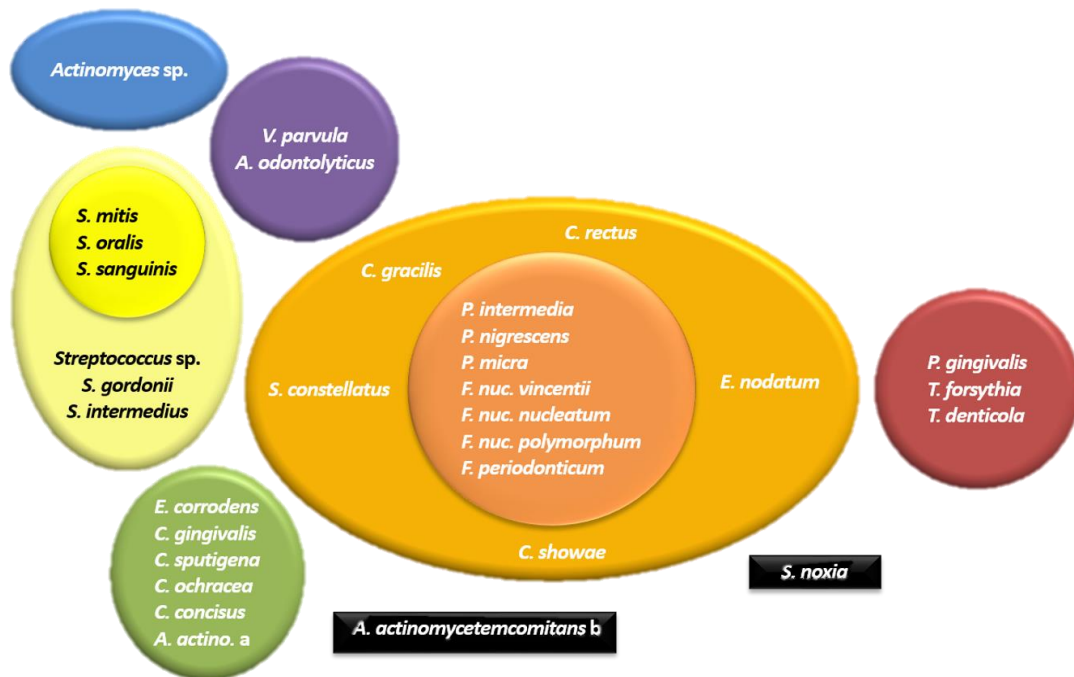 Actinomyces sp.
V. parvula
A. odontolyticus
S. mitis
S. oralis
S. sanguinis
Streptococcus sp.
S. gordonii
S. intermedius
E. corrodens
C. gingivalis
C. sputigena
C. ochracea
C. concisus
A. actino. a
C. rectus
C. gracilis
S. constellatus
P. intermedia
P. nigrescens
P. micra
F. nuc. vincentii
F. nuc. nucleatum
F. nuc. polymorphum
F. periodonticum
E. nodatum
C. showae
P. gingivalis
T. forsythia
T. denticola
S. noxia
A. actinomycetemcomitans b